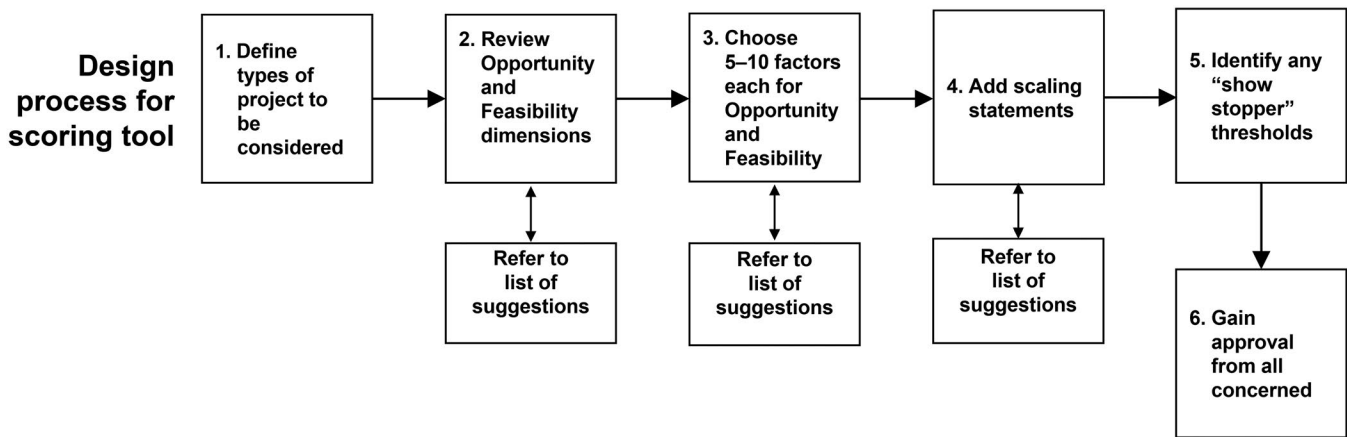 Design
process for
scoring tool
1. Define
types of
project to
be
considered
2. Review
Opportunity
and
Feasibility
dimensions
3. Choose
5–10 factors
each for
Opportunity
and
Feasibility
4. Add scaling
statements
5. Identify any
“show
stopper”
thresholds
Refer to
list of
suggestions
Refer to
list of
suggestions
Refer to
list of
suggestions
6. Gain
approval
from all
concerned